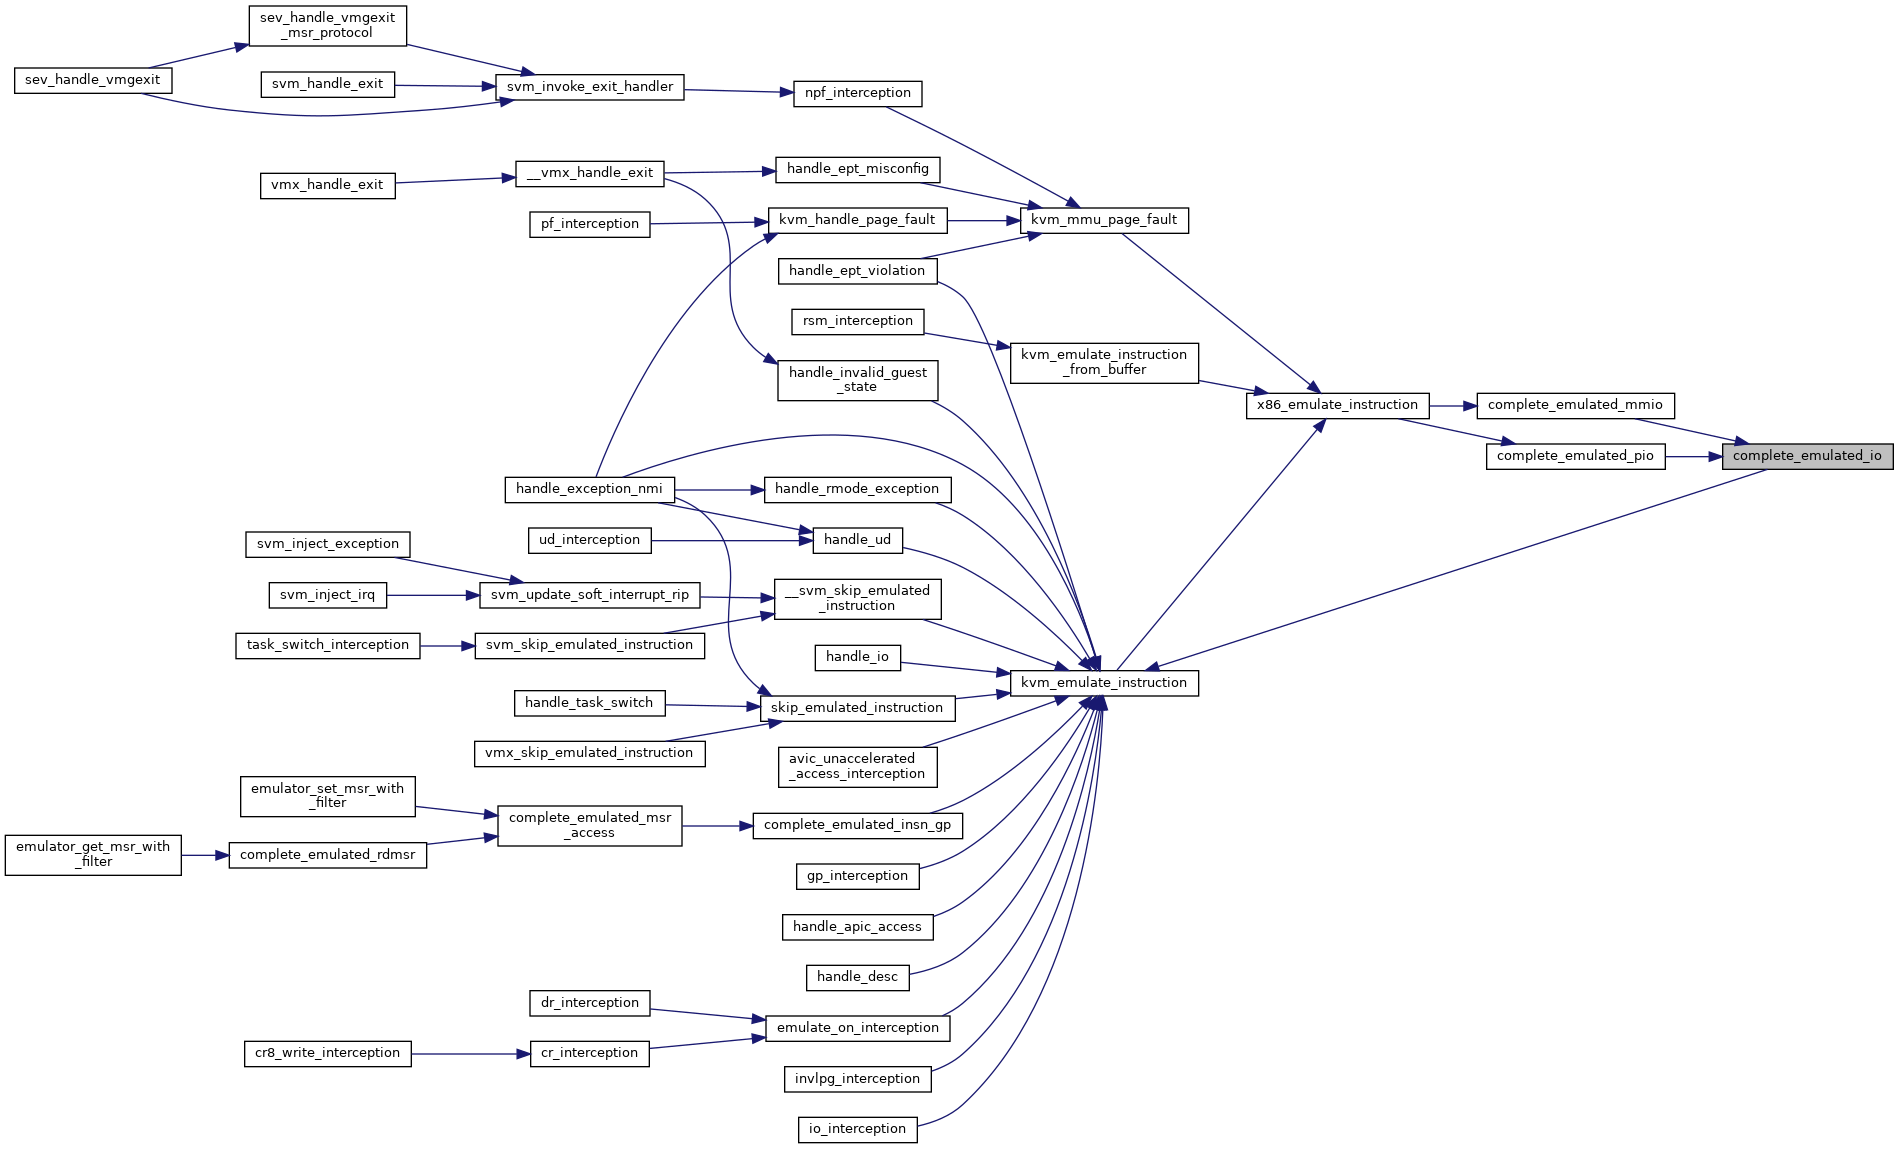 sev_handle_vmgexit
_msr_protocol
sev_handle_vmgexit
svm_handle_exit
svm_invoke_exit_handler
npf_interception
vmx_handle_exit
__vmx_handle_exit
handle_ept_misconfig
pf_interception
kvm_handle_page_fault
kvm_mmu_page_fault
handle_ept_violation
rsm_interception
kvm_emulate_instruction
_from_buffer
handle_invalid_guest
_state
x86_emulate_instruction
complete_emulated_mmio
complete_emulated_pio
complete_emulated_io
handle_exception_nmi
handle_rmode_exception
svm_inject_exception
ud_interception
handle_ud
svm_inject_irq
svm_update_soft_interrupt_rip
__svm_skip_emulated
_instruction
task_switch_interception
svm_skip_emulated_instruction
handle_io
kvm_emulate_instruction
handle_task_switch
skip_emulated_instruction
vmx_skip_emulated_instruction
avic_unaccelerated
_access_interception
emulator_set_msr_with
_filter
complete_emulated_msr
_access
complete_emulated_insn_gp
emulator_get_msr_with
_filter
complete_emulated_rdmsr
gp_interception
handle_apic_access
handle_desc
dr_interception
emulate_on_interception
cr8_write_interception
cr_interception
invlpg_interception
io_interception